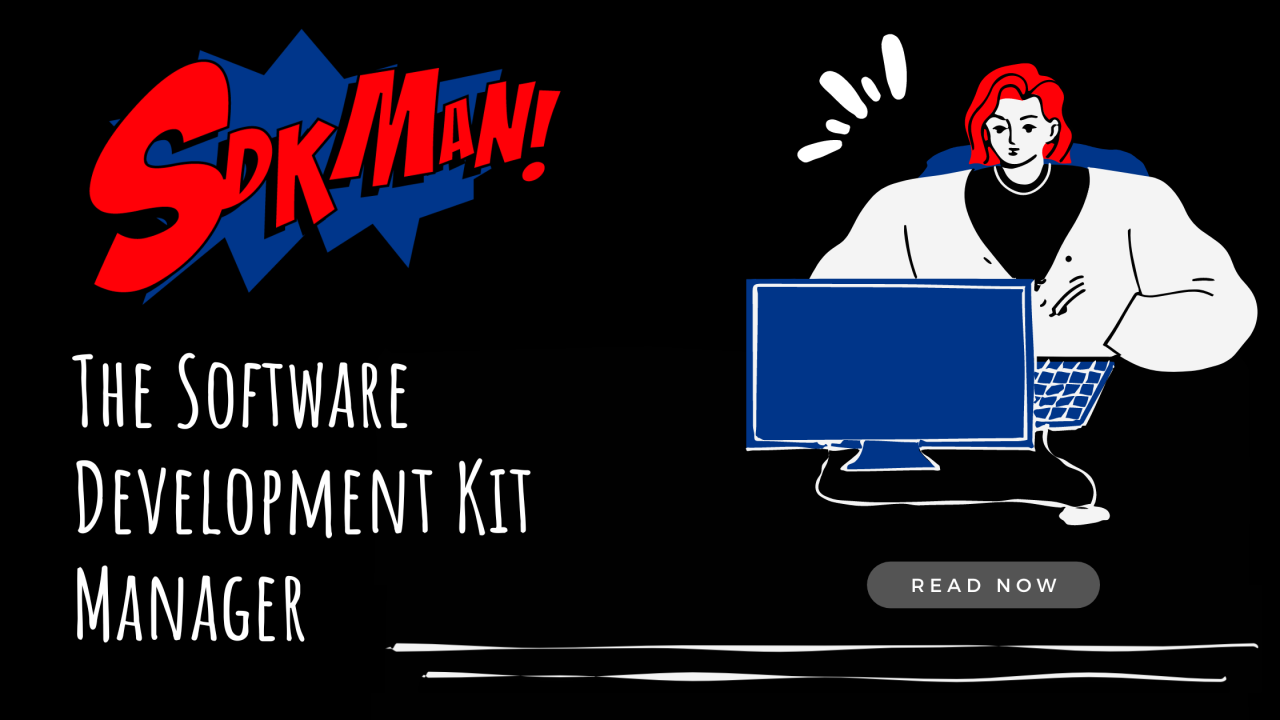 SDKMAN!
The Software
Development Kit
Manager
READ NOW